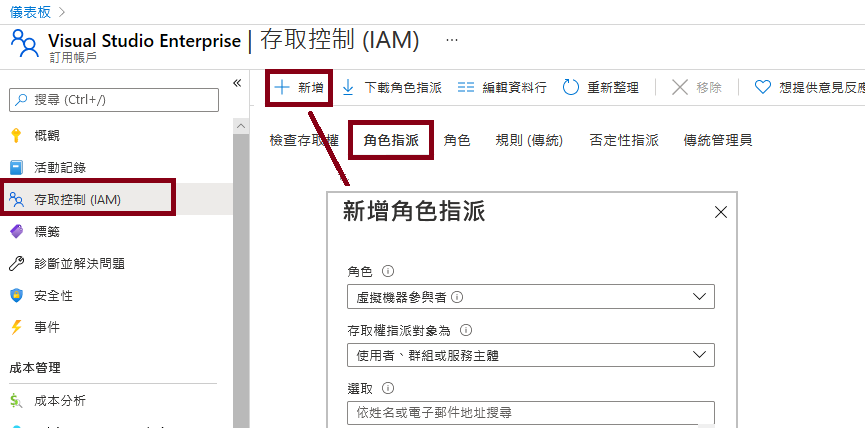 儀表板
Visual Studio Enterprise | 存取控制 (IAM) ...
訂用帳戶
搜尋 (Ctrl+/)
概觀
活動記錄
存取控制 (IAM)
標籤
診斷並解決問題
安全性
事件
成本管理
成本分析
新增 下載角色指派 編輯資料行 重新整理 移除 想提供意見反應
檢查存取權 角色指派 角色 規則 (傳統) 否定性指派 傳統管理員
新增角色指派
角色
虛擬機器參與者
存取權指派對象為
使用者、群組或服務主體
選取
依姓名或電子郵件地址搜尋